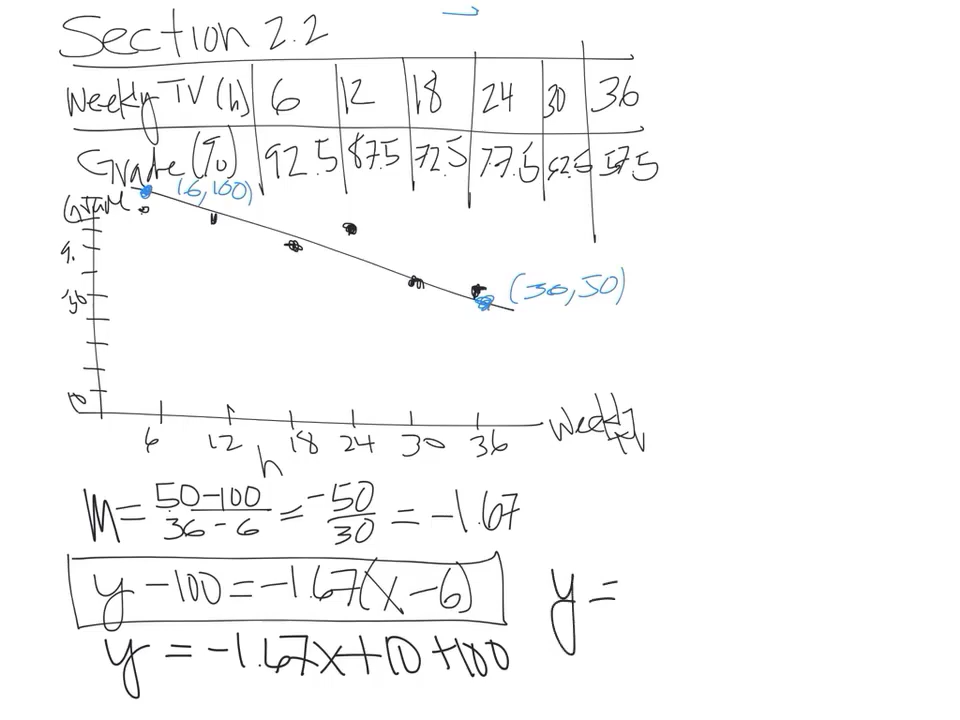 Section 2.2
Weekly TV (h) 6 12 18 24 30 36
Grade (%) 92.5 87.5 72.5 77.5 62.5 57.5
(6,100)
Grade
(36,50)
50
10
6 12 18 24 30 36
Weekly TV
h
m = 50-100 / 36-6 = -50 / 30 = -1.67
y - 100 = -1.67(x - 6)
y =
y = -1.67x + 10 + 100